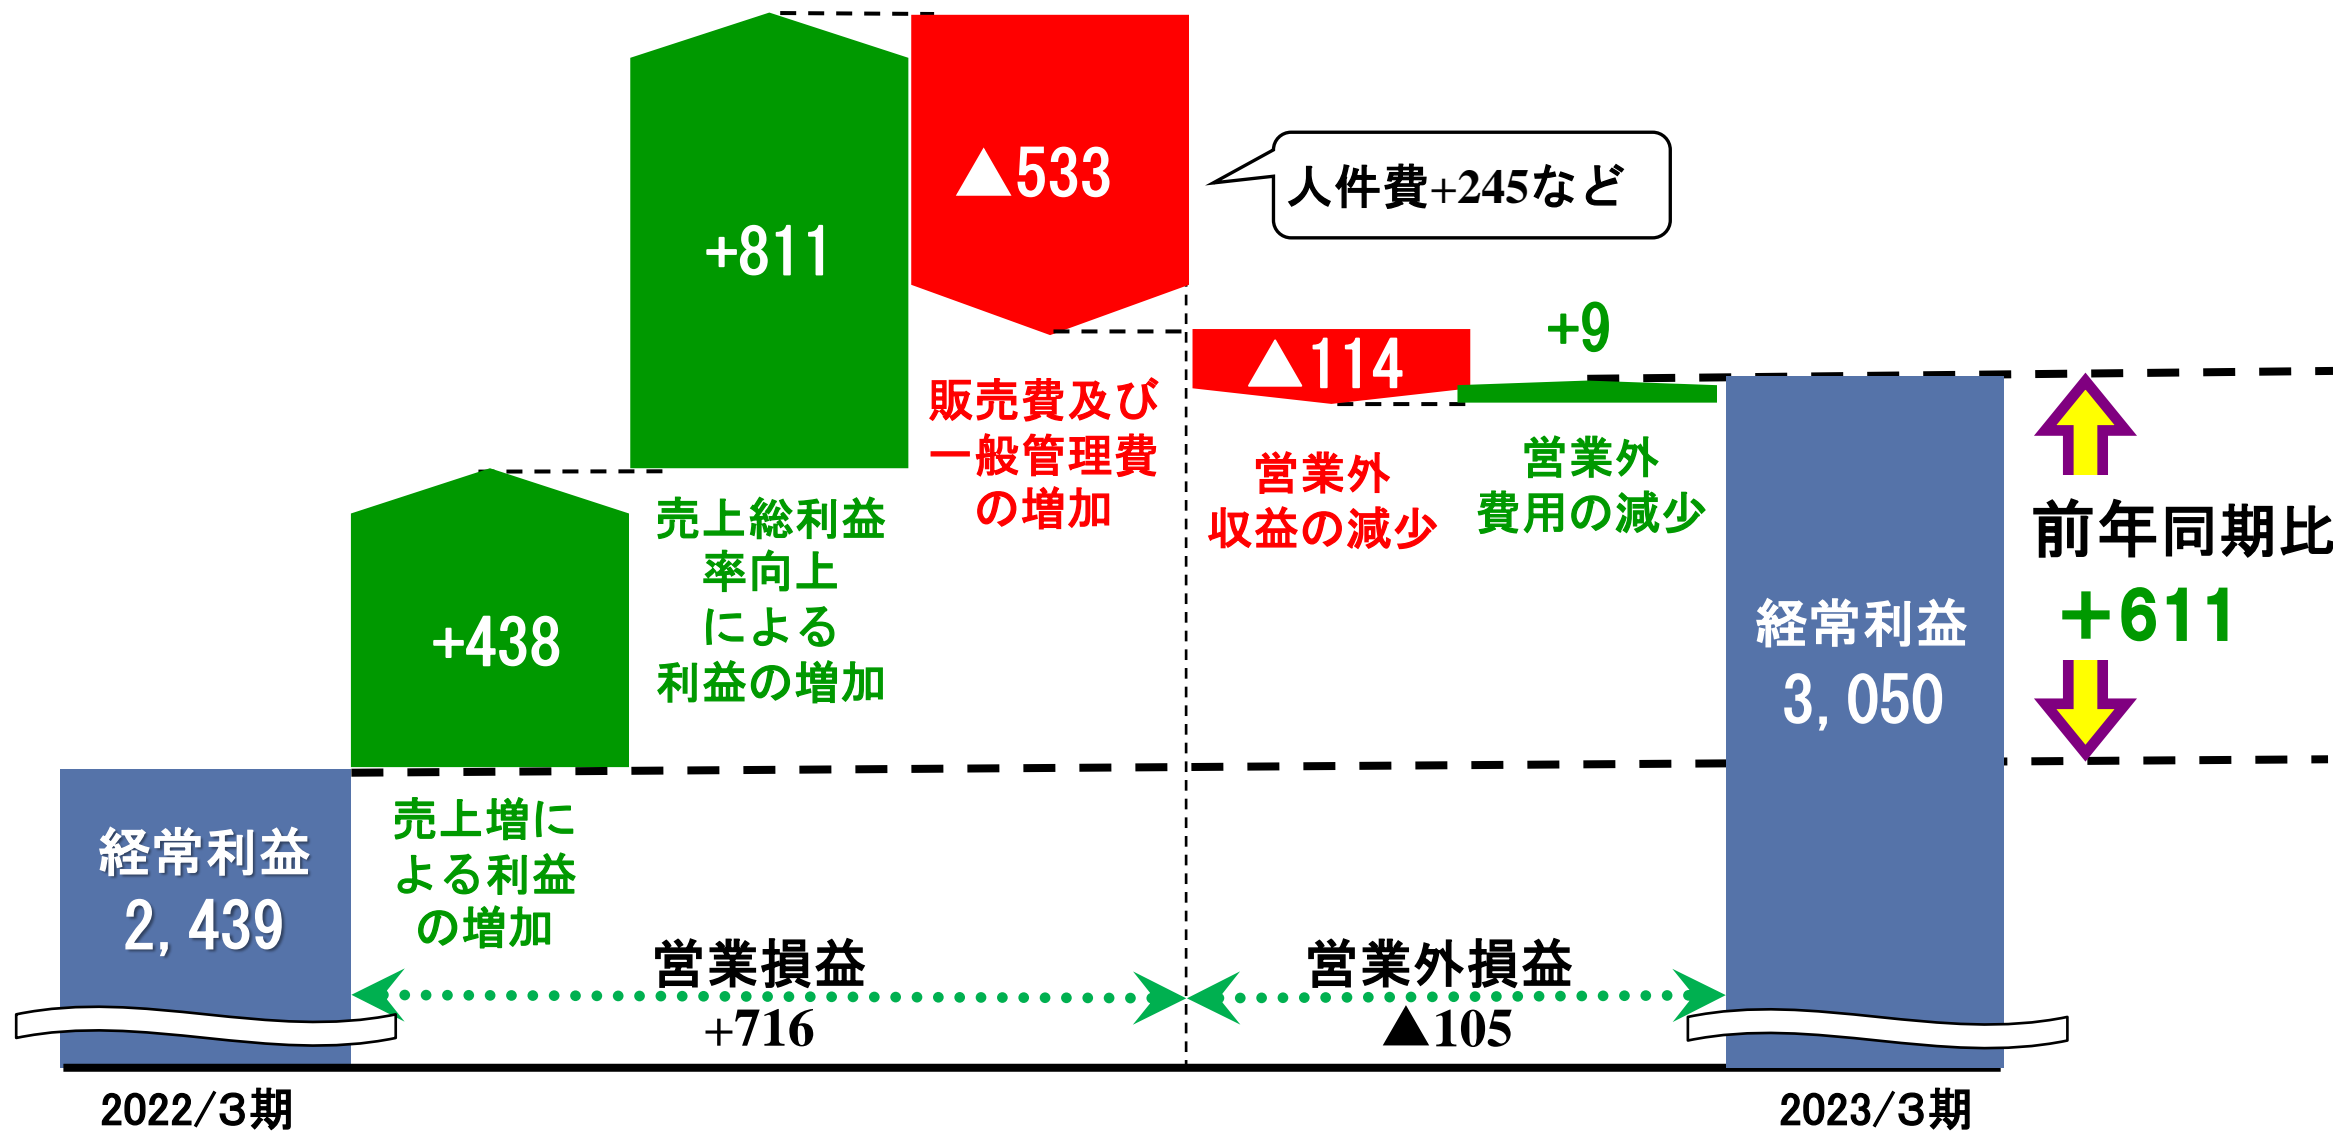 ▲533
+811
人件費+245など
+9
▲114
販売費及び
一般管理費
の増加
営業外
収益の減少
営業外
費用の減少
売上総利益
率向上
による
利益の増加
+438
前年同期比
+611
経常利益
3,050
経常利益
2,439
売上増に
よる利益
の増加
営業損益
+716
営業外損益
▲105
2022/3期
2023/3期